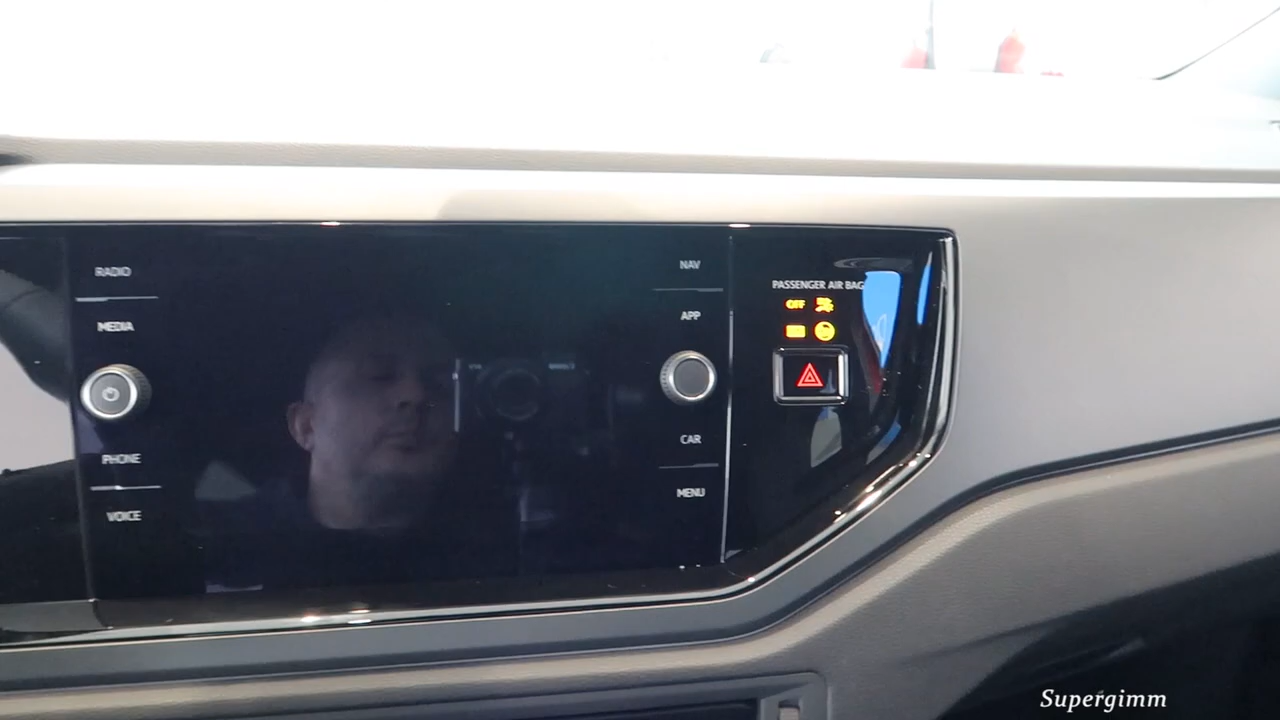 RADIO
MEDIA
PHONE
VOICE
NAV
APP
CAR
MENU
PASSENGER AIR BAG
OFF
Supergimm